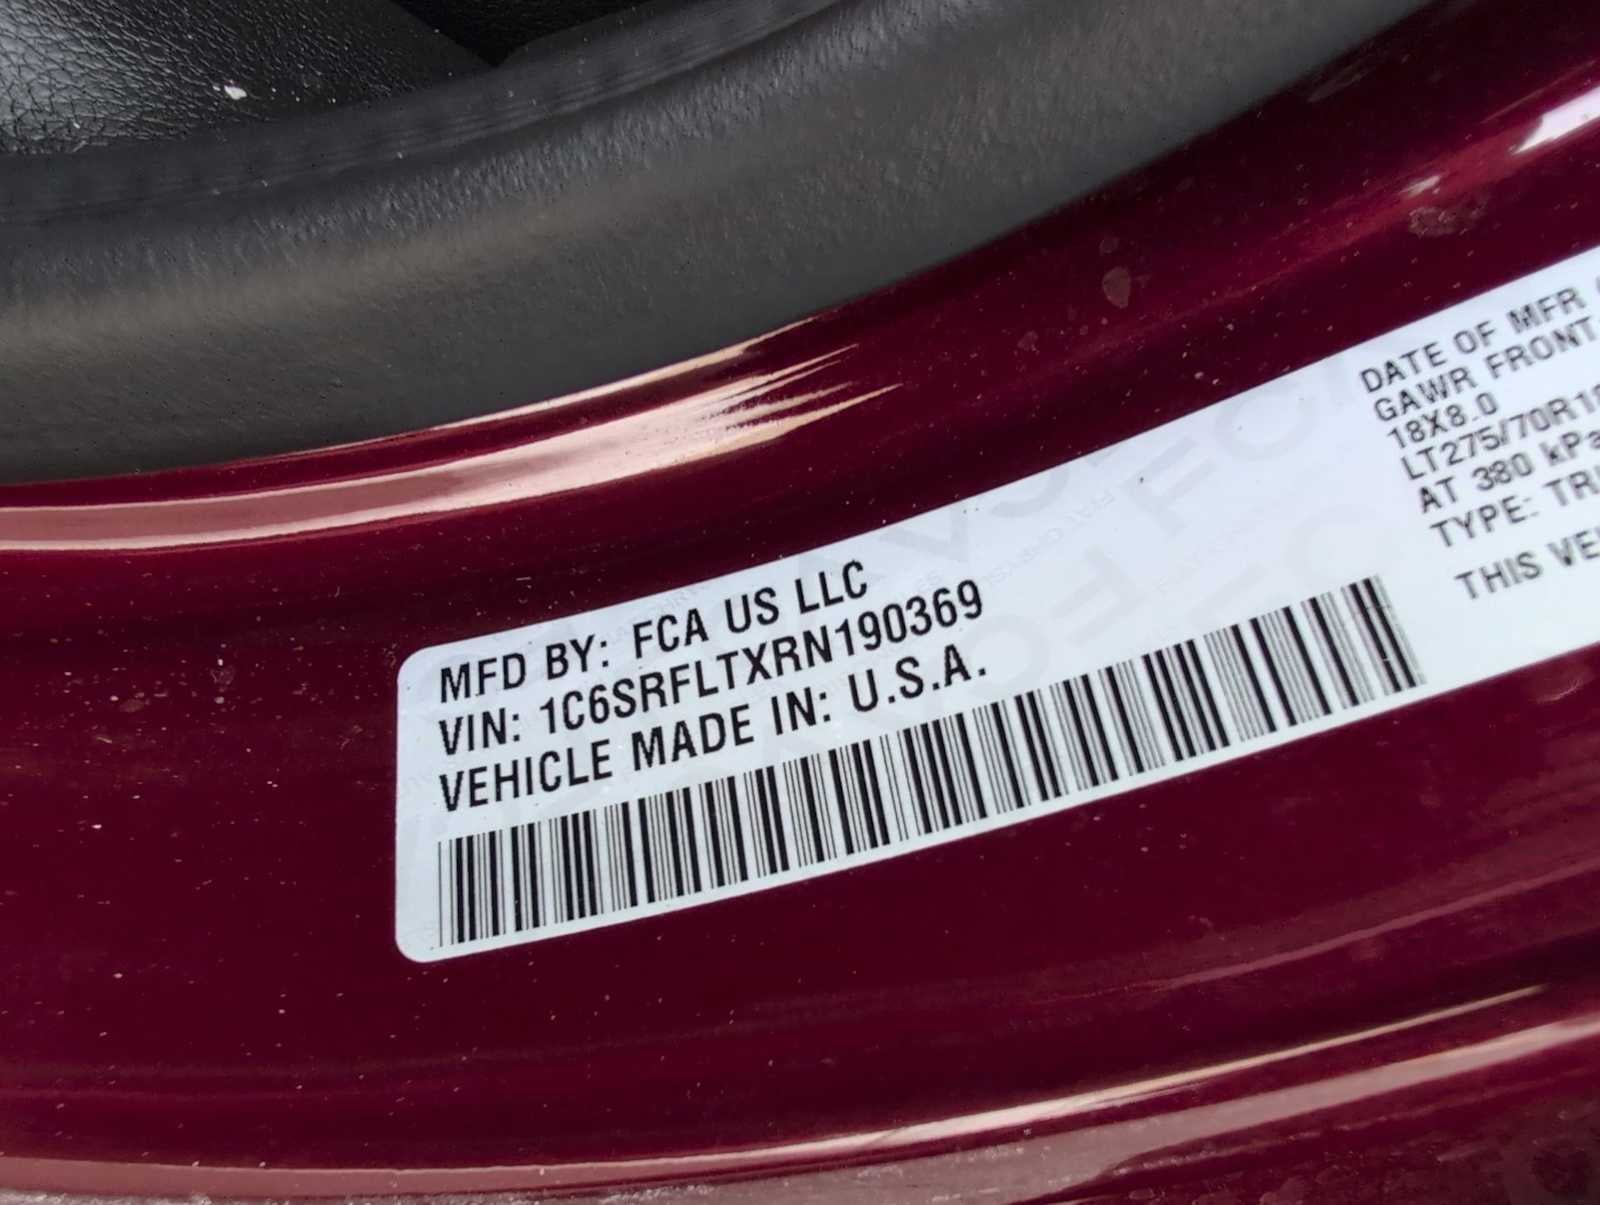 MFD BY: FCA US LLC
VIN: 1C6SRFLTXRN190369
VEHICLE MADE IN: U.S.A.
DATE OF MFR
GAWR FRONT
18X8.0
LT275/70R18
AT 380 kPa
TYPE: TR
THIS VE